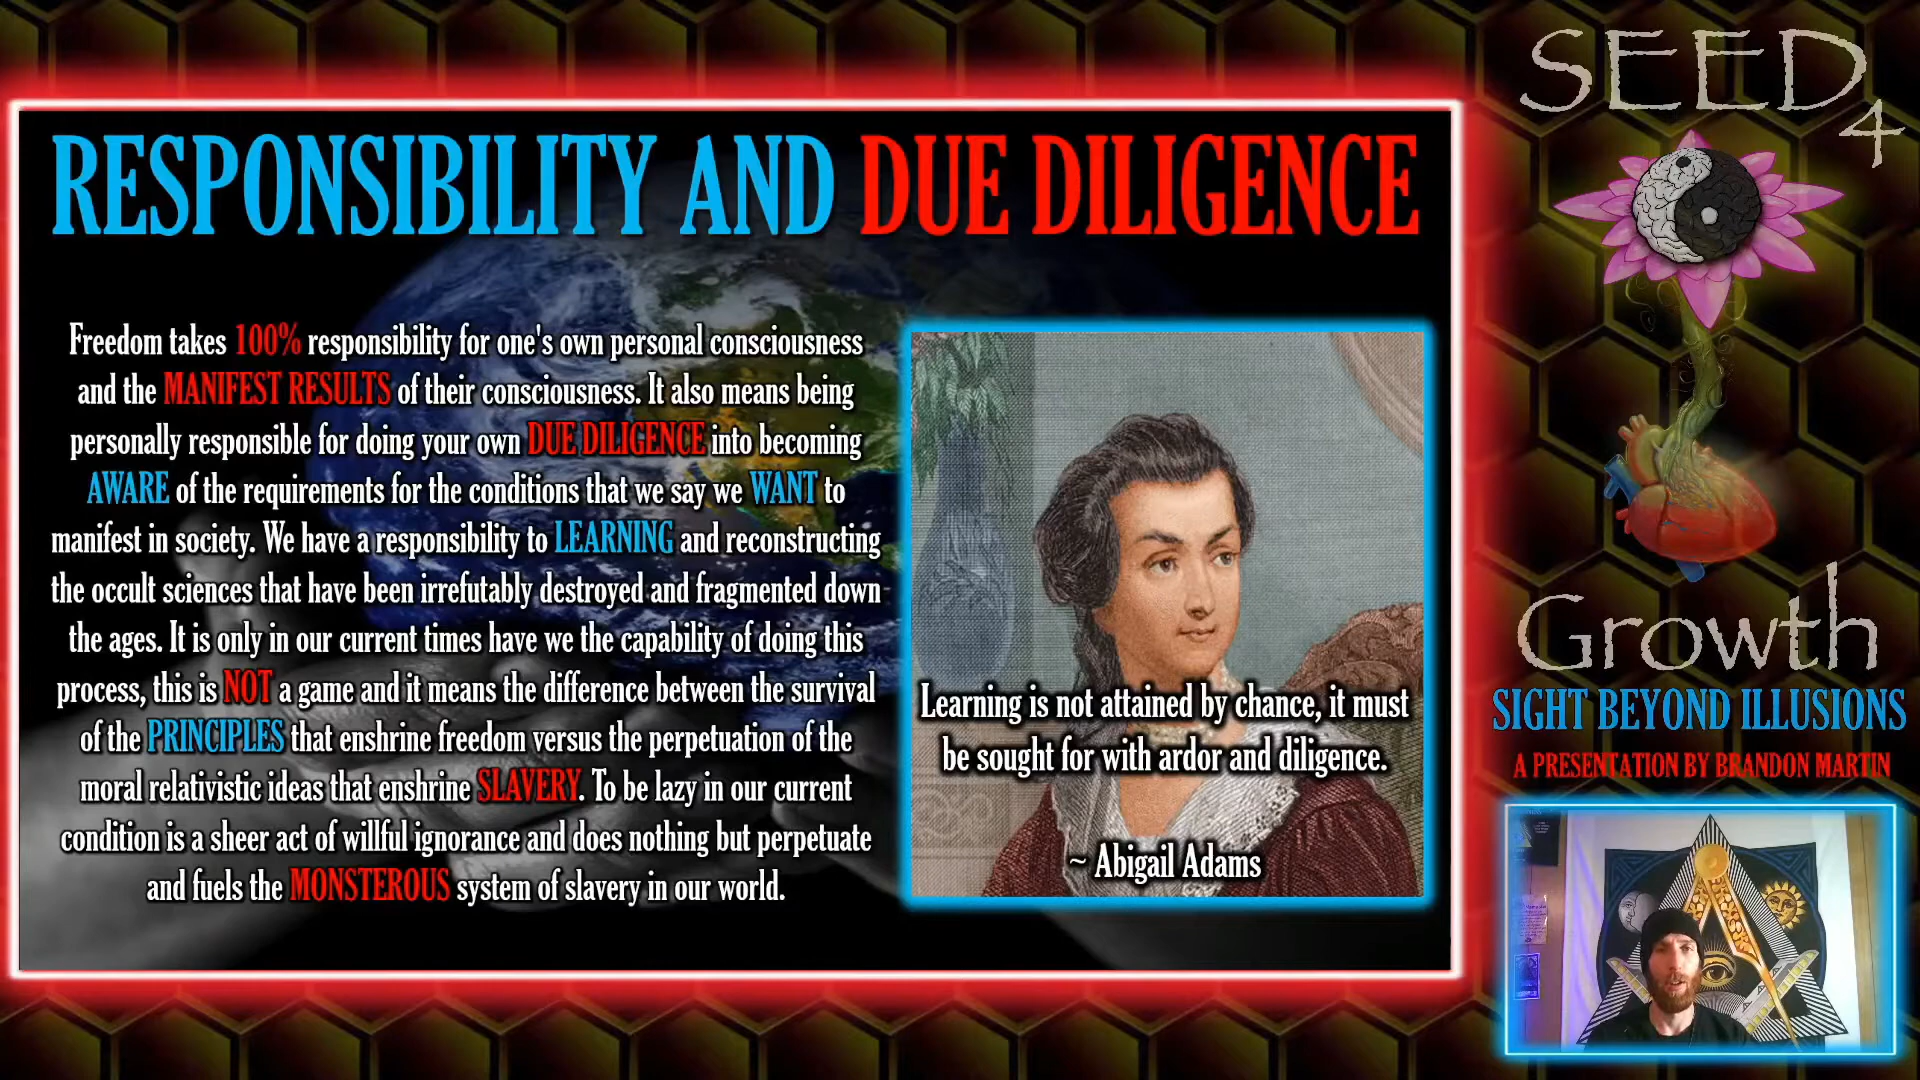 RESPONSIBILITY AND DUE DILIGENCE
Freedom takes 100% responsibility for one's own personal consciousness
and the MANIFEST RESULTS of their consciousness. It also means being
personally responsible for doing your own DUE DILIGENCE into becoming
AWARE of the requirements for the conditions that we say we WANT to
manifest in society. We have a responsibility to LEARNING and reconstructing
the occult sciences that have been irrefutably destroyed and fragmented down
the ages. It is only in our current times have we the capability of doing this
process, this is NOT a game and it means the difference between the survival
of the PRINCIPLES that enshrine freedom versus the perpetuation of the
moral relativistic ideas that enshrine SLAVERY. To be lazy in our current
condition is a sheer act of willful ignorance and does nothing but perpetuate
and fuels the MONSTEROUS system of slavery in our world.
Learning is not attained by chance, it must
be sought for with ardor and diligence.
~ Abigail Adams
SEED
4
Growth
SIGHT BEYOND ILLUSIONS
A PRESENTATION BY BRANDON MARTIN